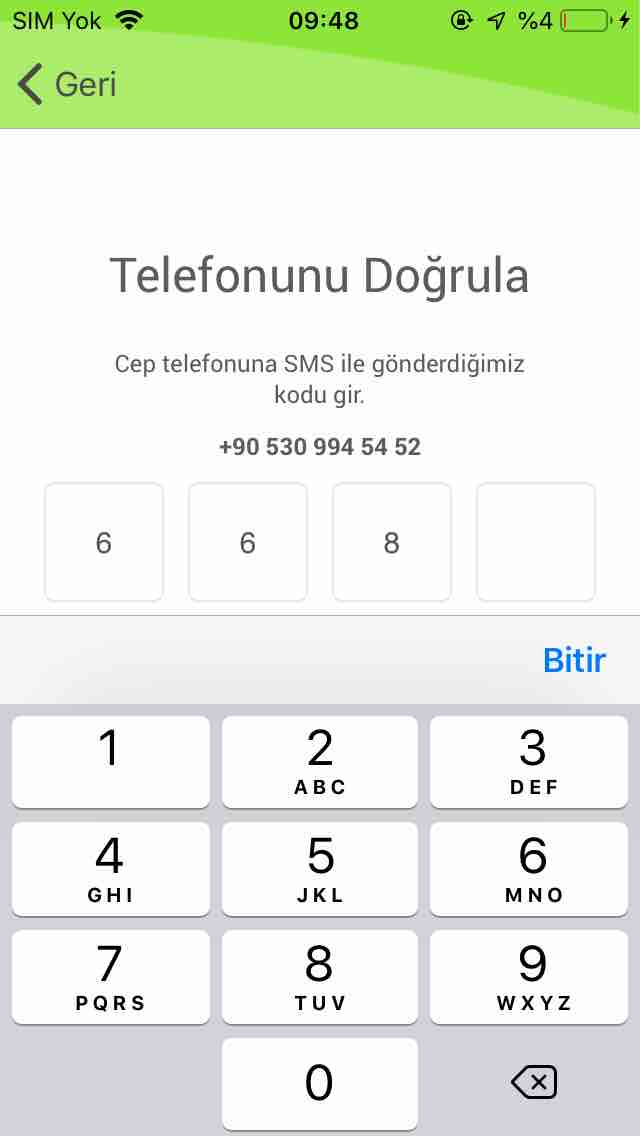 SIM Yok 09:48 %4
Geri
Telefonunu Doğrula
Cep telefonuna SMS ile gönderdiğimiz
kodu gir.
+90 530 994 54 52
6 6 8
Bitir
1 2 3
ABC DEF
4 5 6
GHI JKL MNO
7 8 9
PQRS TUV WXYZ
0